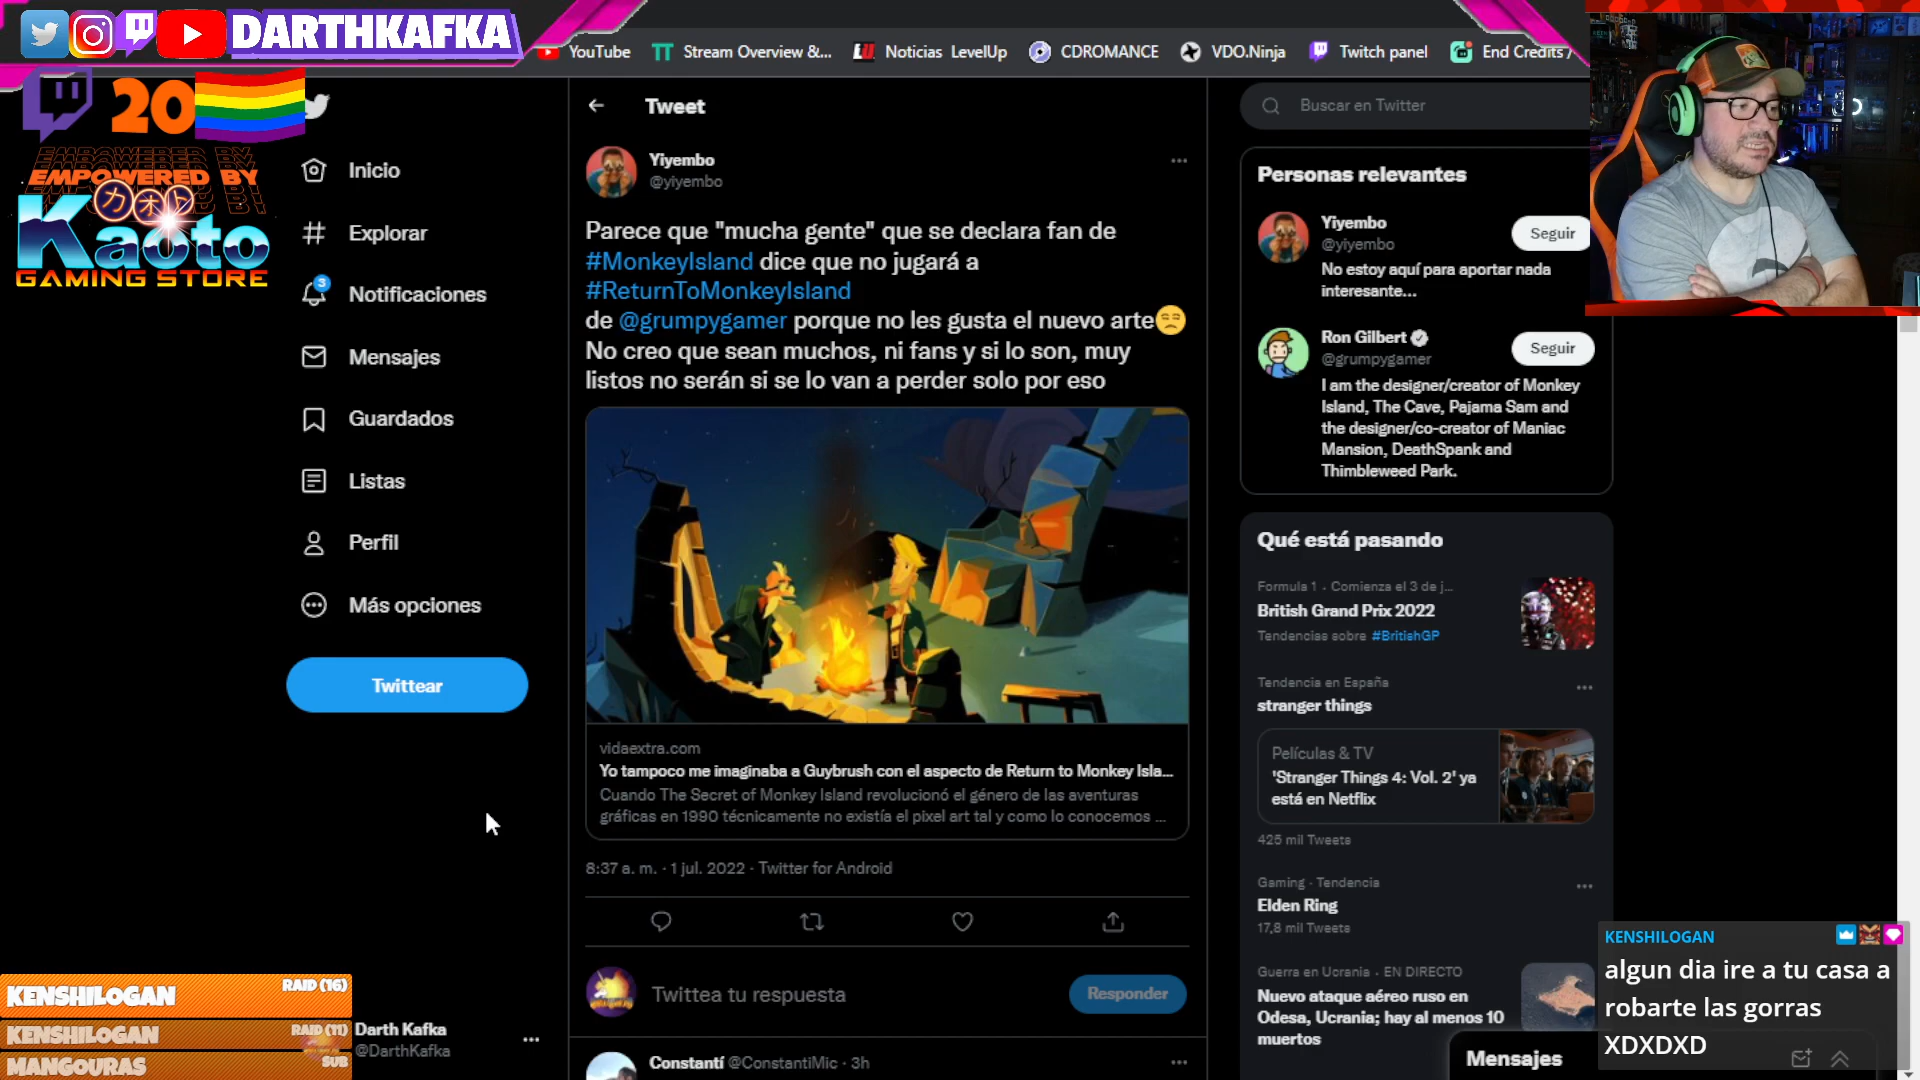 DARTHKAFKA
YouTube
Stream Overview &...
Noticias LevelUp
CDROMANCE
VDO.Ninja
Twitch panel
End Credits /
20
EMPOWERED BY
カオト
Kaoto
GAMING STORE
Inicio
Explorar
3
Notificaciones
Mensajes
Guardados
Listas
Perfil
Más opciones
Twittear
Tweet
Yiyembo
@yiyembo
Parece que "mucha gente" que se declara fan de
#MonkeyIsland dice que no jugará a
#ReturnToMonkeyIsland
de @grumpygamer porque no les gusta el nuevo arte😒
No creo que sean muchos, ni fans y si lo son, muy
listos no serán si se lo van a perder solo por eso
vidaextra.com
Yo tampoco me imaginaba a Guybrush con el aspecto de Return to Monkey Isla...
Cuando The Secret of Monkey Island revolucionó el género de las aventuras
gráficas en 1990 técnicamente no existía el pixel art tal y como lo conocemos ...
8:37 a. m. · 1 jul. 2022 · Twitter for Android
Twittea tu respuesta
Responder
Constantí @ConstantiMic · 3h
Buscar en Twitter
Personas relevantes
Yiyembo
@yiyembo
Seguir
No estoy aquí para aportar nada
interesante...
Ron Gilbert
@grumpygamer
Seguir
I am the designer/creator of Monkey
Island, The Cave, Pajama Sam and
the designer/co-creator of Maniac
Mansion, DeathSpank and
Thimbleweed Park.
Qué está pasando
Formula 1 · Comienza el 3 de j...
British Grand Prix 2022
Tendencias sobre #BritishGP
Tendencia en España
stranger things
Películas & TV
'Stranger Things 4: Vol. 2' ya
está en Netflix
425 mil Tweets
Gaming · Tendencia
Elden Ring
17,8 mil Tweets
Guerra en Ucrania · EN DIRECTO
Nuevo ataque aéreo ruso en
Odesa, Ucrania; hay al menos 10
muertos
Mensajes
KENSHILOGAN
algun dia ire a tu casa a
robarte las gorras
XDXDXD
KENSHILOGAN RAID (16)
KENSHILOGAN RAID (11)
MANGOURAS SUB
Darth Kafka
@DarthKafka